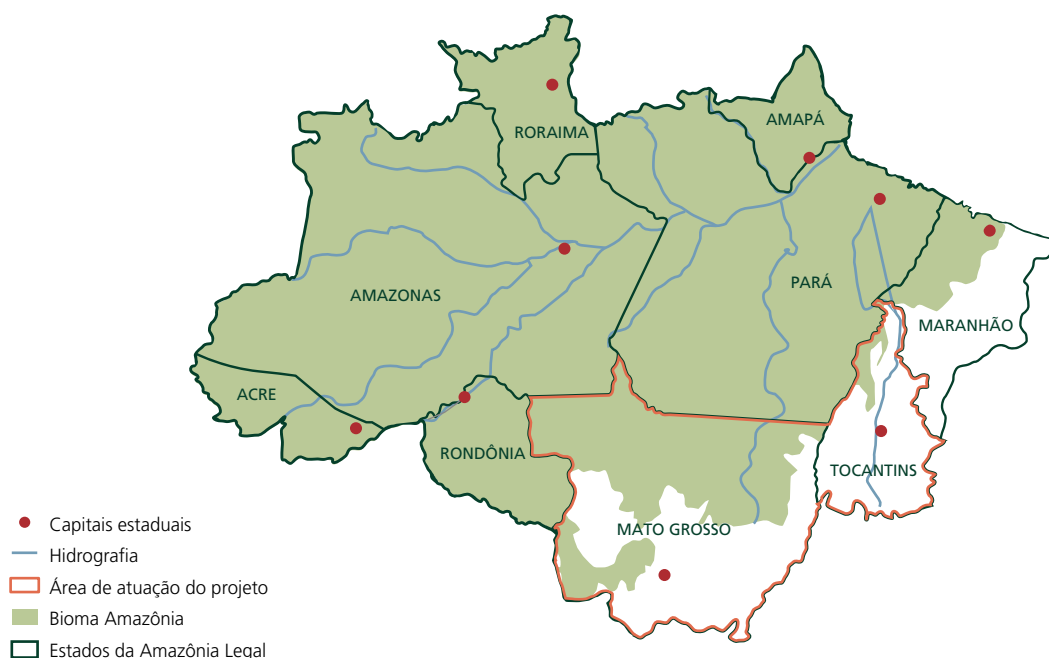 RORAIMA
AMAPÁ
AMAZONAS
PARÁ
MARANHÃO
ACRE
RONDÔNIA
TOCANTINS
MATO GROSSO
Capitais estaduais
Hidrografia
Área de atuação do projeto
Bioma Amazônia
Estados da Amazônia Legal